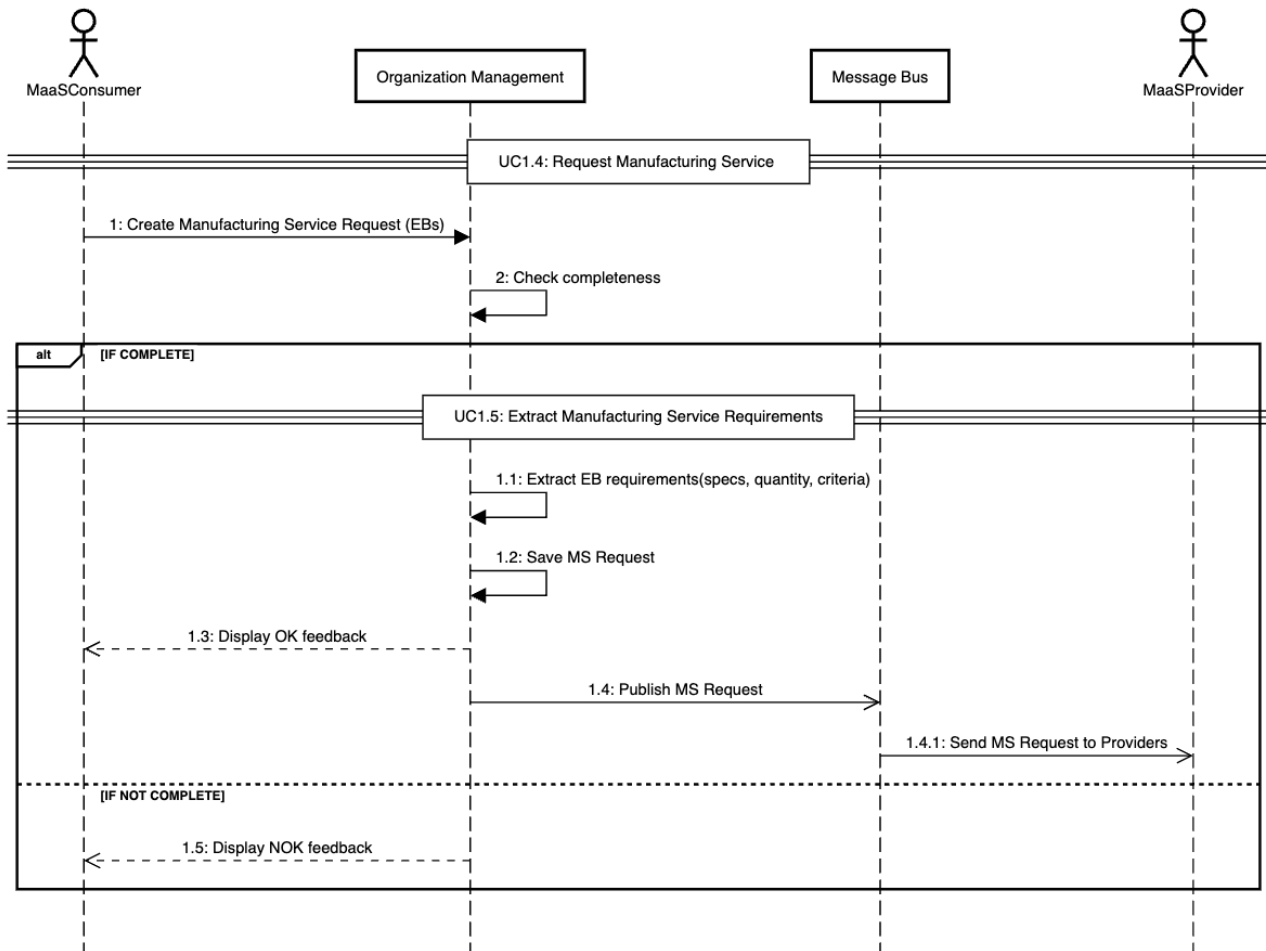 MaaSConsumer
Organization Management
Message Bus
MaaSProvider
UC1.4: Request Manufacturing Service
1: Create Manufacturing Service Request (EBs)
2: Check completeness
alt
[IF COMPLETE]
UC1.5: Extract Manufacturing Service Requirements
1.1: Extract EB requirements(specs, quantity, criteria)
1.2: Save MS Request
1.3: Display OK feedback
1.4: Publish MS Request
1.4.1: Send MS Request to Providers
[IF NOT COMPLETE]
1.5: Display NOK feedback